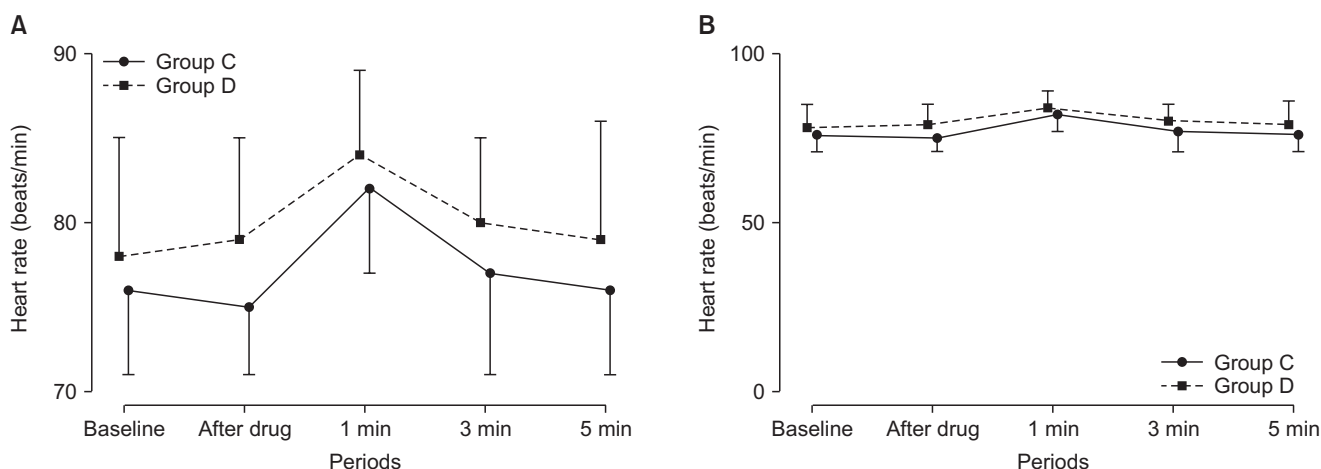 A
Heart rate (beats/min)
90
80
70
Group C
Group D
Baseline
After drug
1 min
3 min
5 min
Periods
B
Heart rate (beats/min)
100
50
0
Group C
Group D
Baseline
After drug
1 min
3 min
5 min
Periods